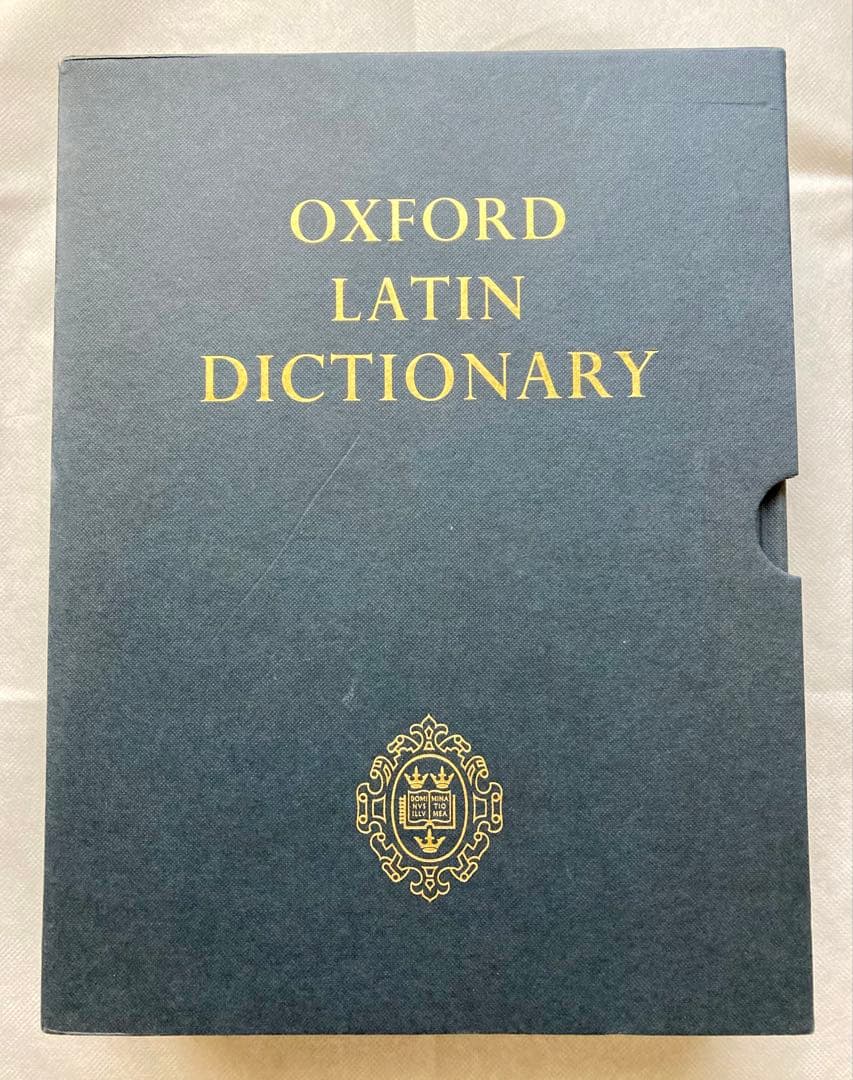 OXFORD
LATIN
DICTIONARY
DOMI MINA
NVS TIO
ILLV MEA